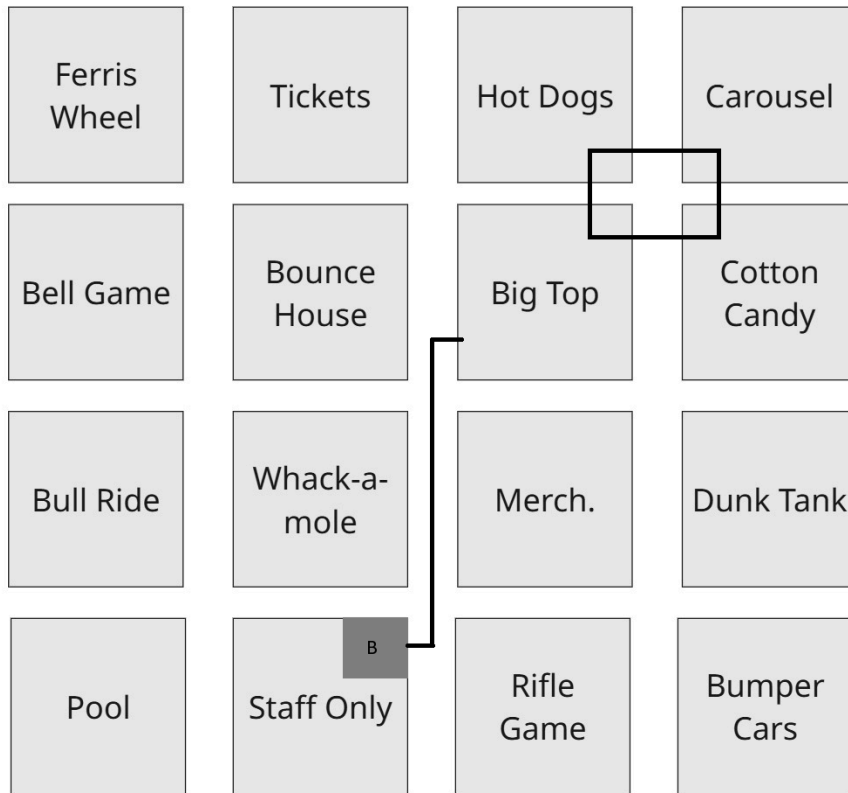 Ferris
Wheel
Tickets
Hot Dogs
Carousel
Bell Game
Bounce
House
Big Top
Cotton
Candy
Bull Ride
Whack-a-
mole
Merch.
Dunk Tank
Pool
B
Staff Only
Rifle
Game
Bumper
Cars